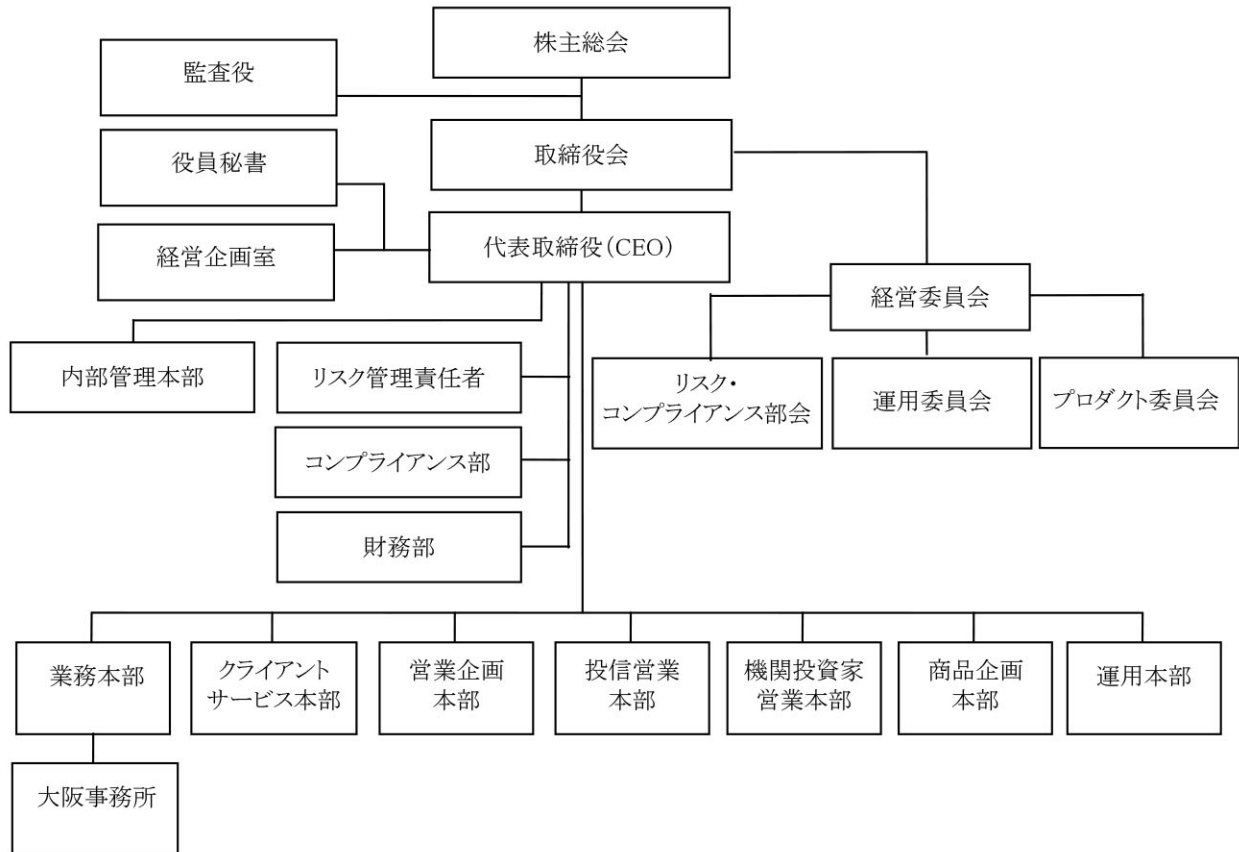 株主総会
監査役
取締役会
役員秘書
代表取締役(CEO)
経営企画室
経営委員会
内部管理本部
リスク管理責任者
リスク・
コンプライアンス部会
運用委員会
プロダクト委員会
コンプライアンス部
財務部
業務本部
クライアント
サービス本部
営業企画
本部
投信営業
本部
機関投資家
営業本部
商品企画
本部
運用本部
大阪事務所